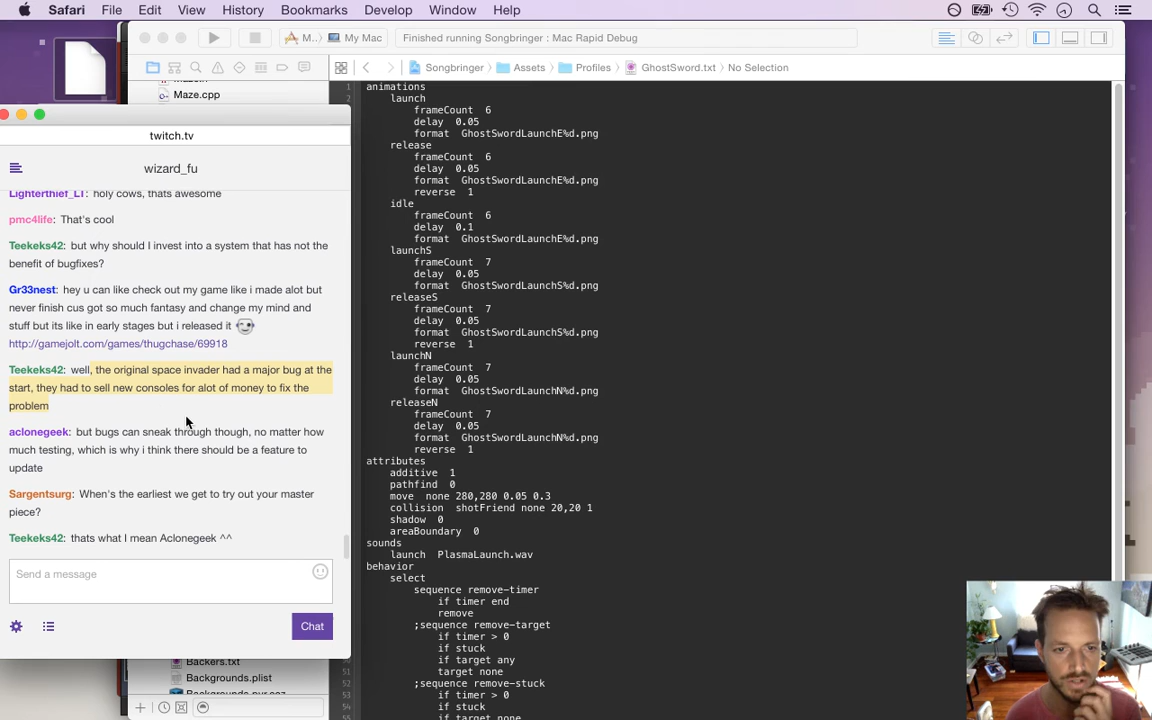 Safari File Edit View History Bookmarks Develop Window Help
M.. My Mac Finished running Songbringer : Mac Rapid Debug
Songbringer Assets Profiles GhostSword.txt No Selection
Maze.cpp
twitch.tv
wizard_fu
Lighterthief_LT: holy cows, thats awesome
pmc4life: That's cool
Teekeks42: but why should I invest into a system that has not the
benefit of bugfixes?
Gr33nest: hey u can like check out my game like i made alot but
never finish cus got so much fantasy and change my mind and
stuff but its like in early stages but i released it
http://gamejolt.com/games/thugchase/69918
Teekeks42: well, the original space invader had a major bug at the
start, they had to sell new consoles for alot of money to fix the
problem
aclonegeek: but bugs can sneak through though, no matter how
much testing, which is why i think there should be a feature to
update
Sargentsurg: When's the earliest we get to try out your master
piece?
Teekeks42: thats what I mean Aclonegeek ^^
Send a message
Chat
Backers.txt
Backgrounds.plist
Backgrounds.pvr.ccz
1 animations
2 launch
frameCount 6
delay 0.05
format GhostSwordLaunchE%d.png
release
frameCount 6
delay 0.05
format GhostSwordLaunchE%d.png
reverse 1
idle
frameCount 6
delay 0.1
format GhostSwordLaunchE%d.png
launchS
frameCount 7
delay 0.05
format GhostSwordLaunchS%d.png
releaseS
frameCount 7
delay 0.05
format GhostSwordLaunchS%d.png
reverse 1
launchN
frameCount 7
delay 0.05
format GhostSwordLaunchN%d.png
releaseN
frameCount 7
delay 0.05
format GhostSwordLaunchN%d.png
reverse 1
attributes
additive 1
pathfind 0
move none 280,280 0.05 0.3
collision shotFriend none 20,20 1
shadow 0
areaBoundary 0
sounds
launch PlasmaLaunch.wav
behavior
select
sequence remove-timer
if timer end
remove
;sequence remove-target
if timer > 0
if stuck
if target any
51 target none
52 ;sequence remove-stuck
53 if timer > 0
54 if stuck
55 if target none